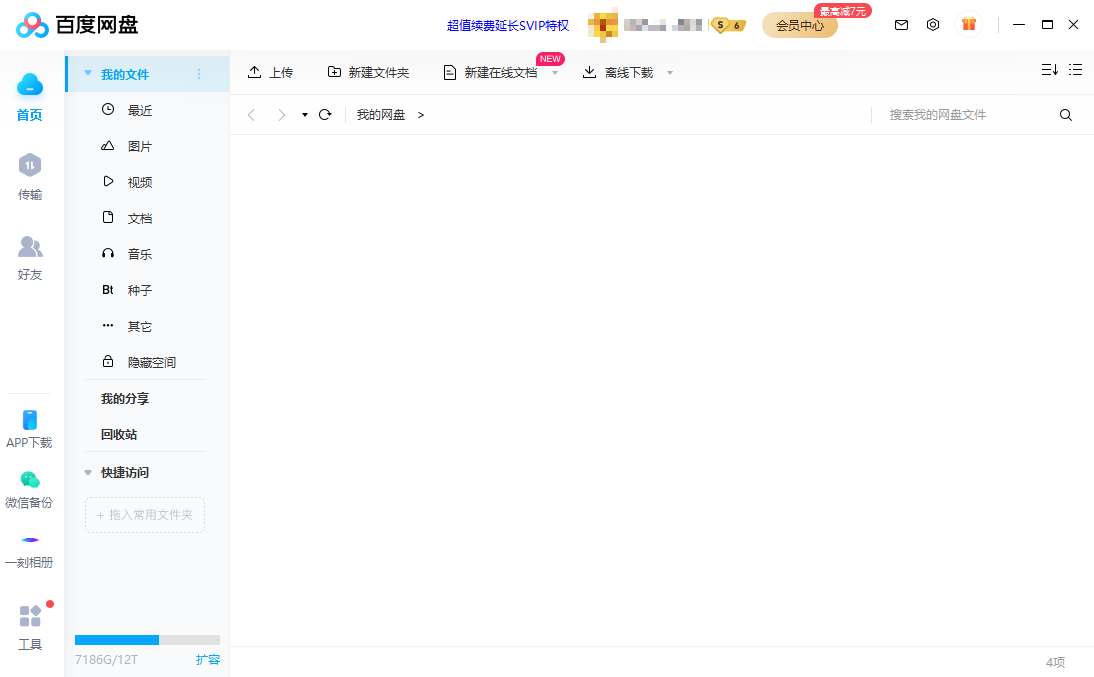 百度网盘
超值续费延长SVIP特权
S 6
会员中心
最高减7元
首页
传输
好友
APP下载
微信备份
一刻相册
工具
我的文件
最近
图片
视频
文档
音乐
Bt 种子
其它
隐藏空间
我的分享
回收站
快捷访问
+ 拖入常用文件夹
7186G/12T 扩容
上传 新建文件夹 新建在线文档 NEW 离线下载
我的网盘 >
搜索我的网盘文件
4项